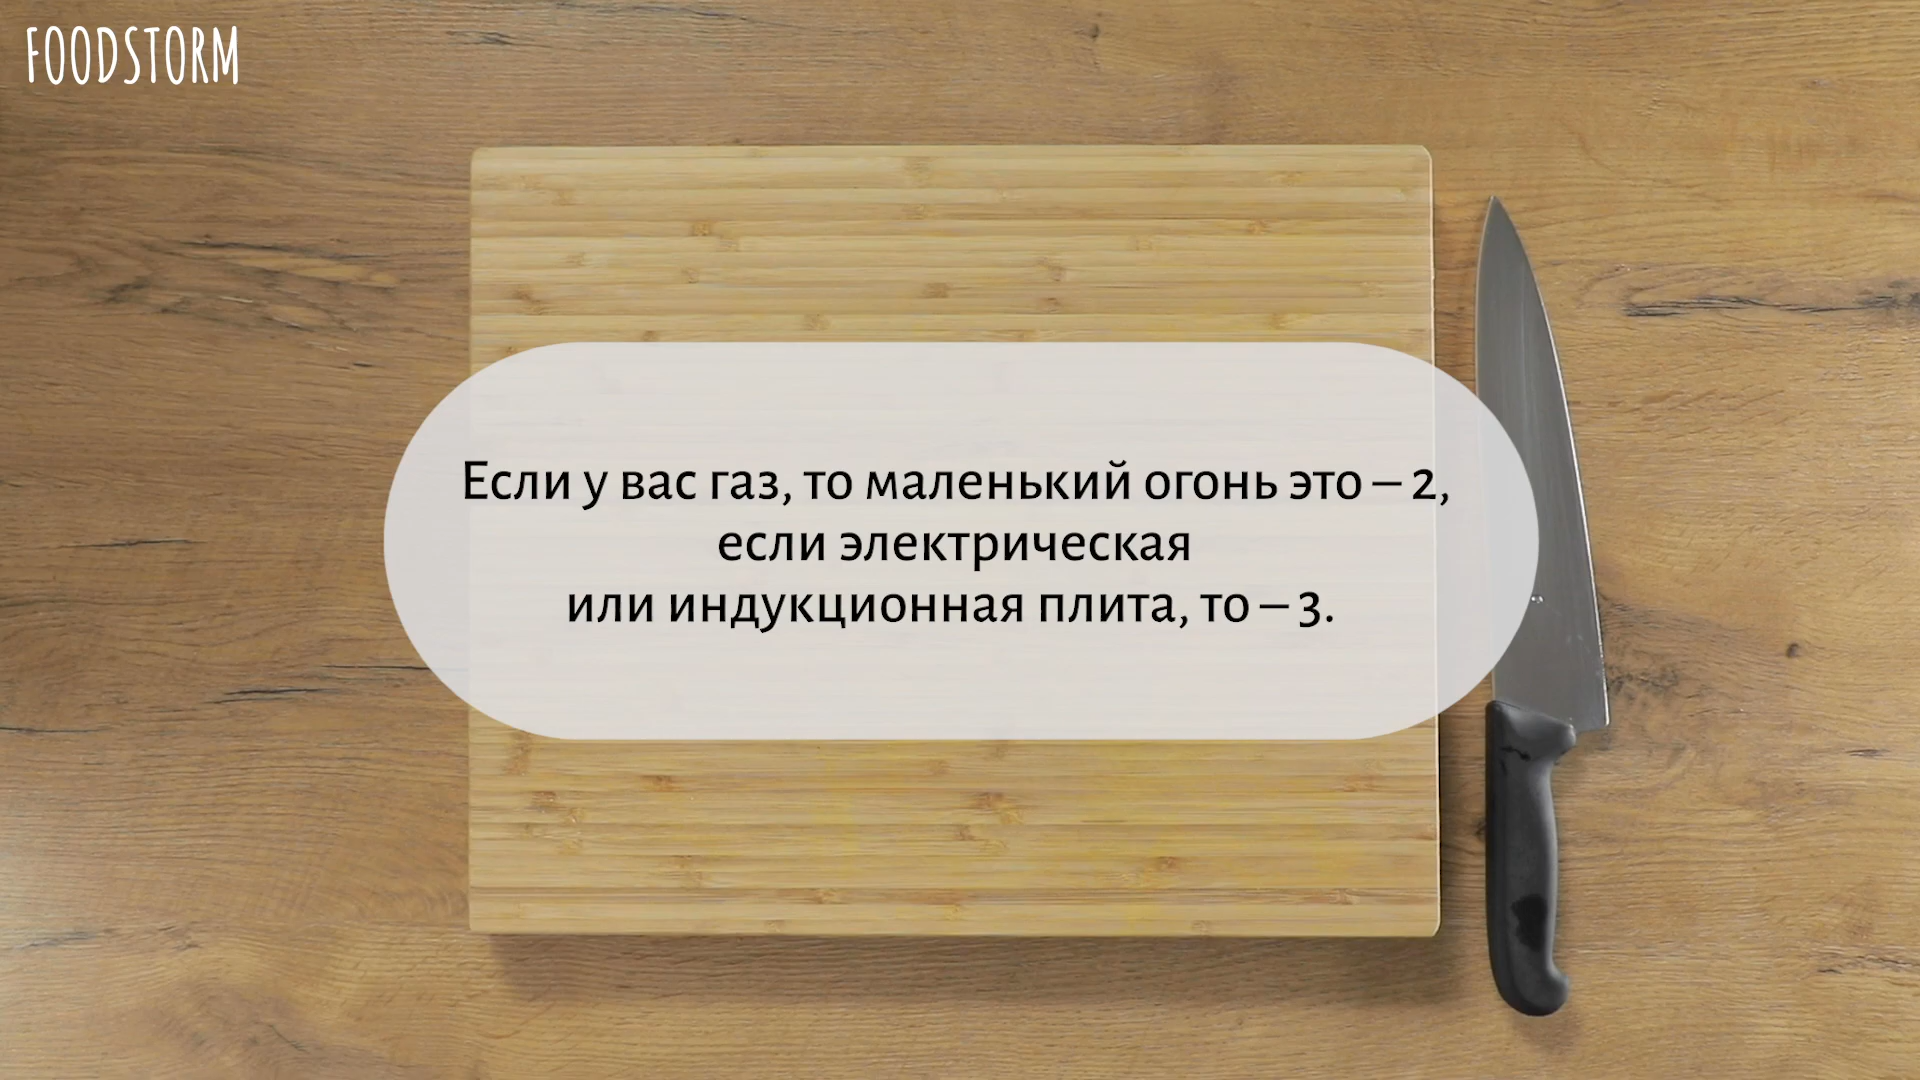 FOODSTORM
Если у вас газ, то маленький огонь это – 2,
если электрическая
или индукционная плита, то – 3.